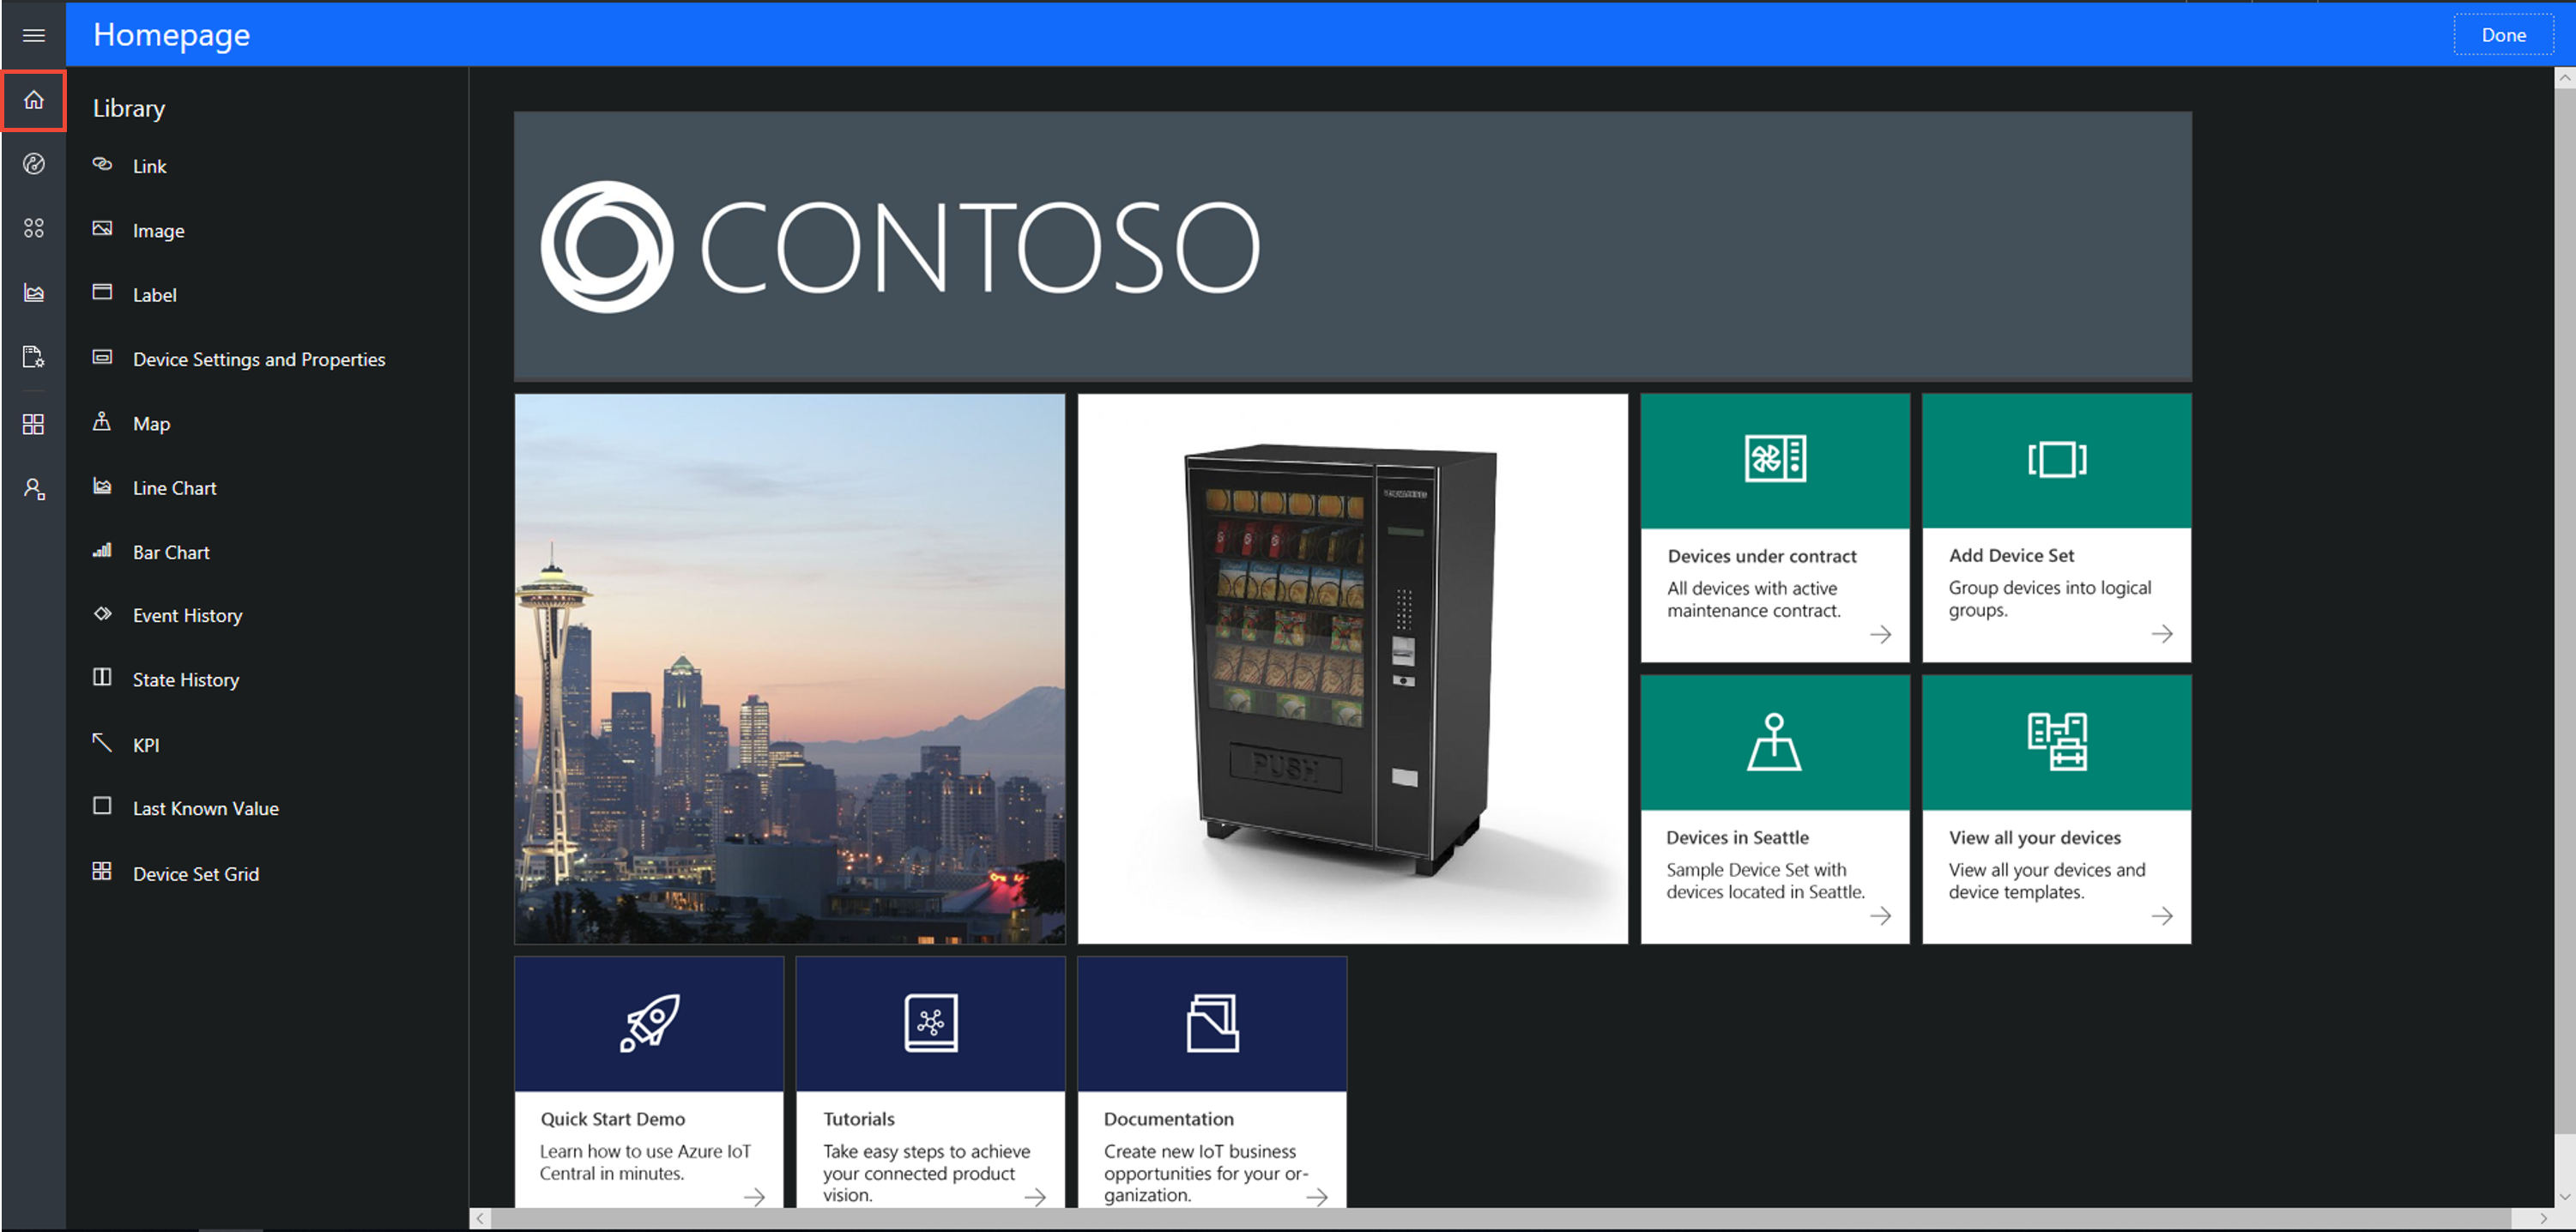 Homepage
Done
Library
Link
Image
Label
Device Settings and Properties
Map
Line Chart
Bar Chart
Event History
State History
KPI
Last Known Value
Device Set Grid
CONTOSO
PUSH
Devices under contract
All devices with active
maintenance contract.
Add Device Set
Group devices into logical
groups.
Devices in Seattle
Sample Device Set with
devices located in Seattle.
View all your devices
View all your devices and
device templates.
Quick Start Demo
Learn how to use Azure IoT
Central in minutes.
Tutorials
Take easy steps to achieve
your connected product
vision.
Documentation
Create new IoT business
opportunities for your or-
ganization.